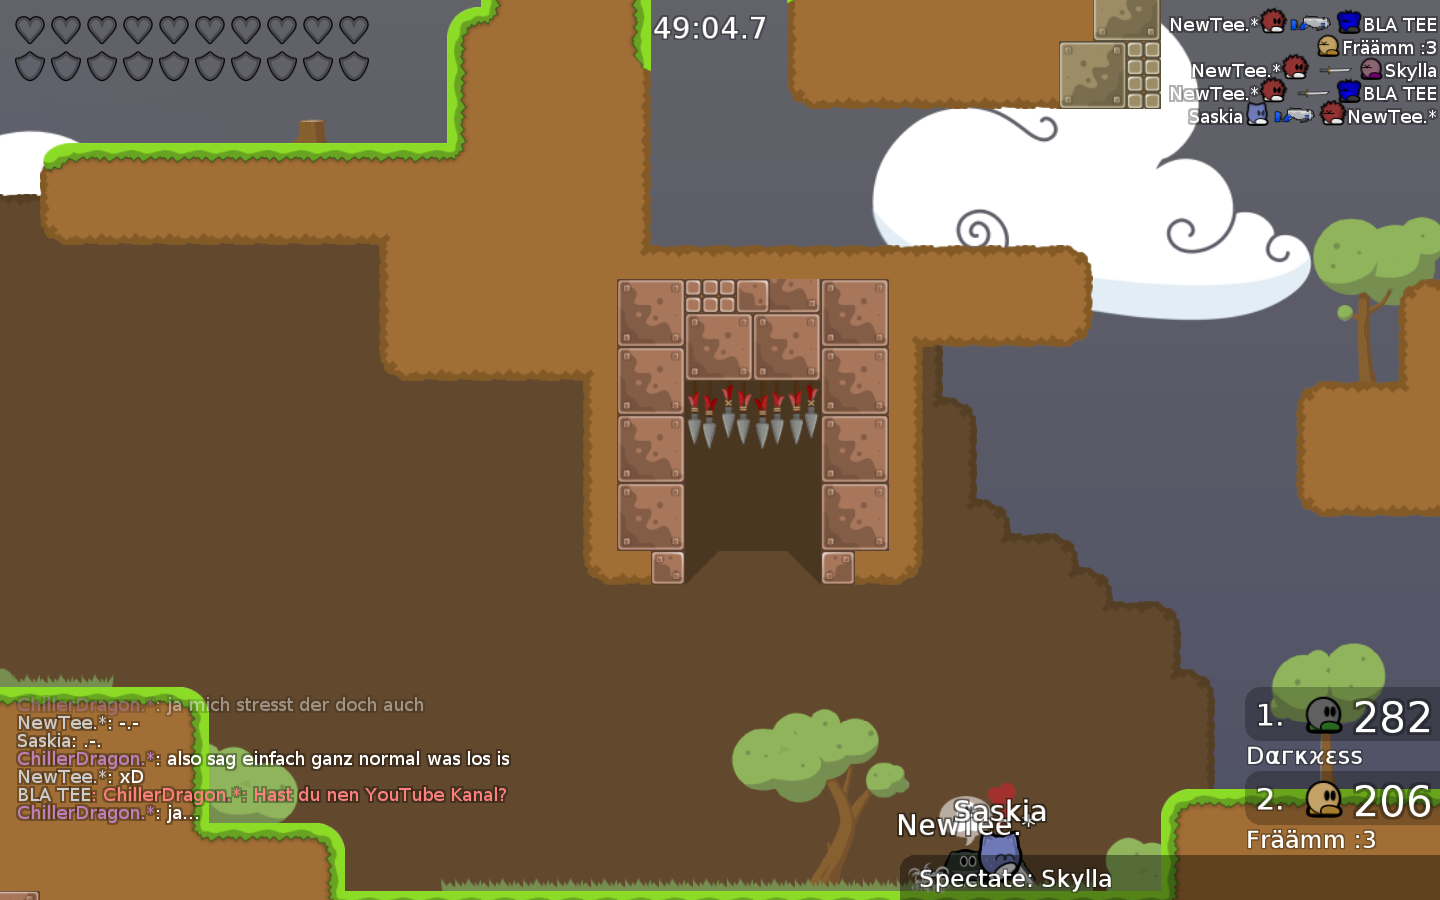 49:04.7
NewTee.* BLA TEE
Fräämm :3
NewTee.* Skylla
NewTee.* BLA TEE
Saskia NewTee.*
ChillerDragon.*: ja mich stresst der doch auch
NewTee.*: -.-
Saskia: .-.
ChillerDragon.*: also sag einfach ganz normal was los is
NewTee.*: xD
BLA TEE: ChillerDragon.*: Hast du nen YouTube Kanal?
ChillerDragon.*: ja...
1. 282
Dαгκϰεss
2. 206
Fräämm :3
Saskia
NewTee.*
Spectate: Skylla